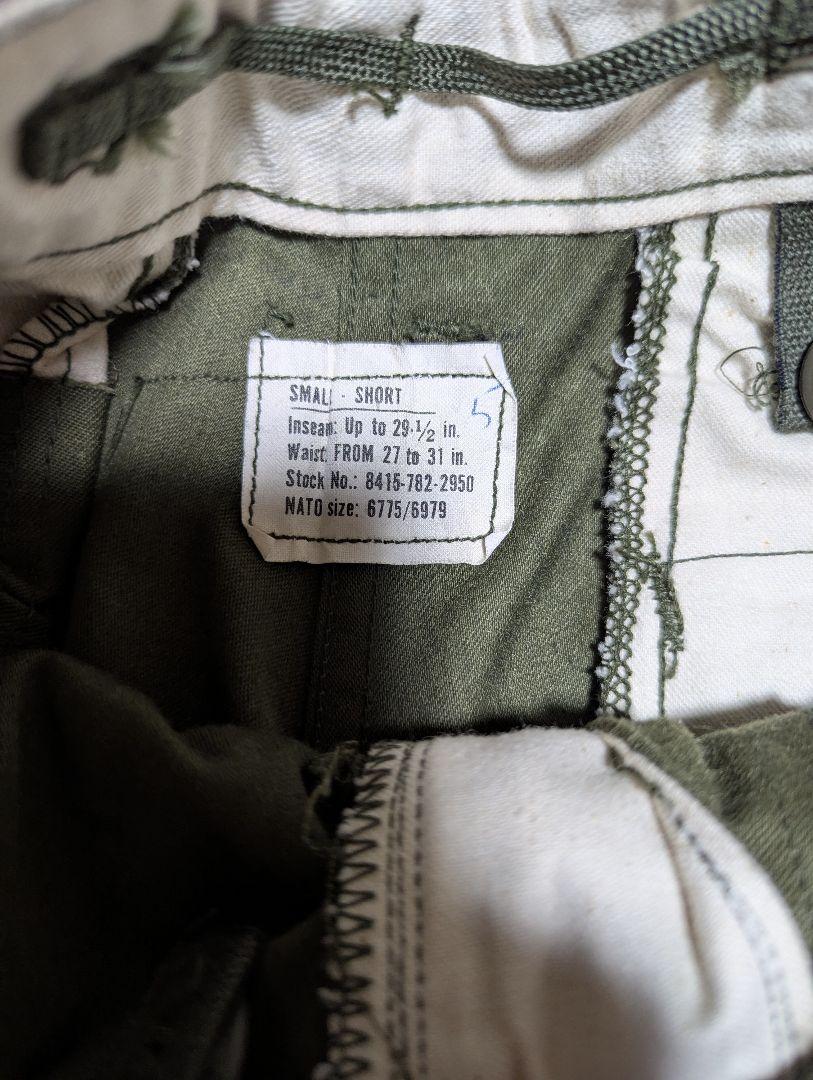 SMALL - SHORT
5
Inseam: Up to 29-1/2 in.
Waist: FROM 27 to 31 in.
Stock No.: 8415-782-2950
NATO size: 6775/6979